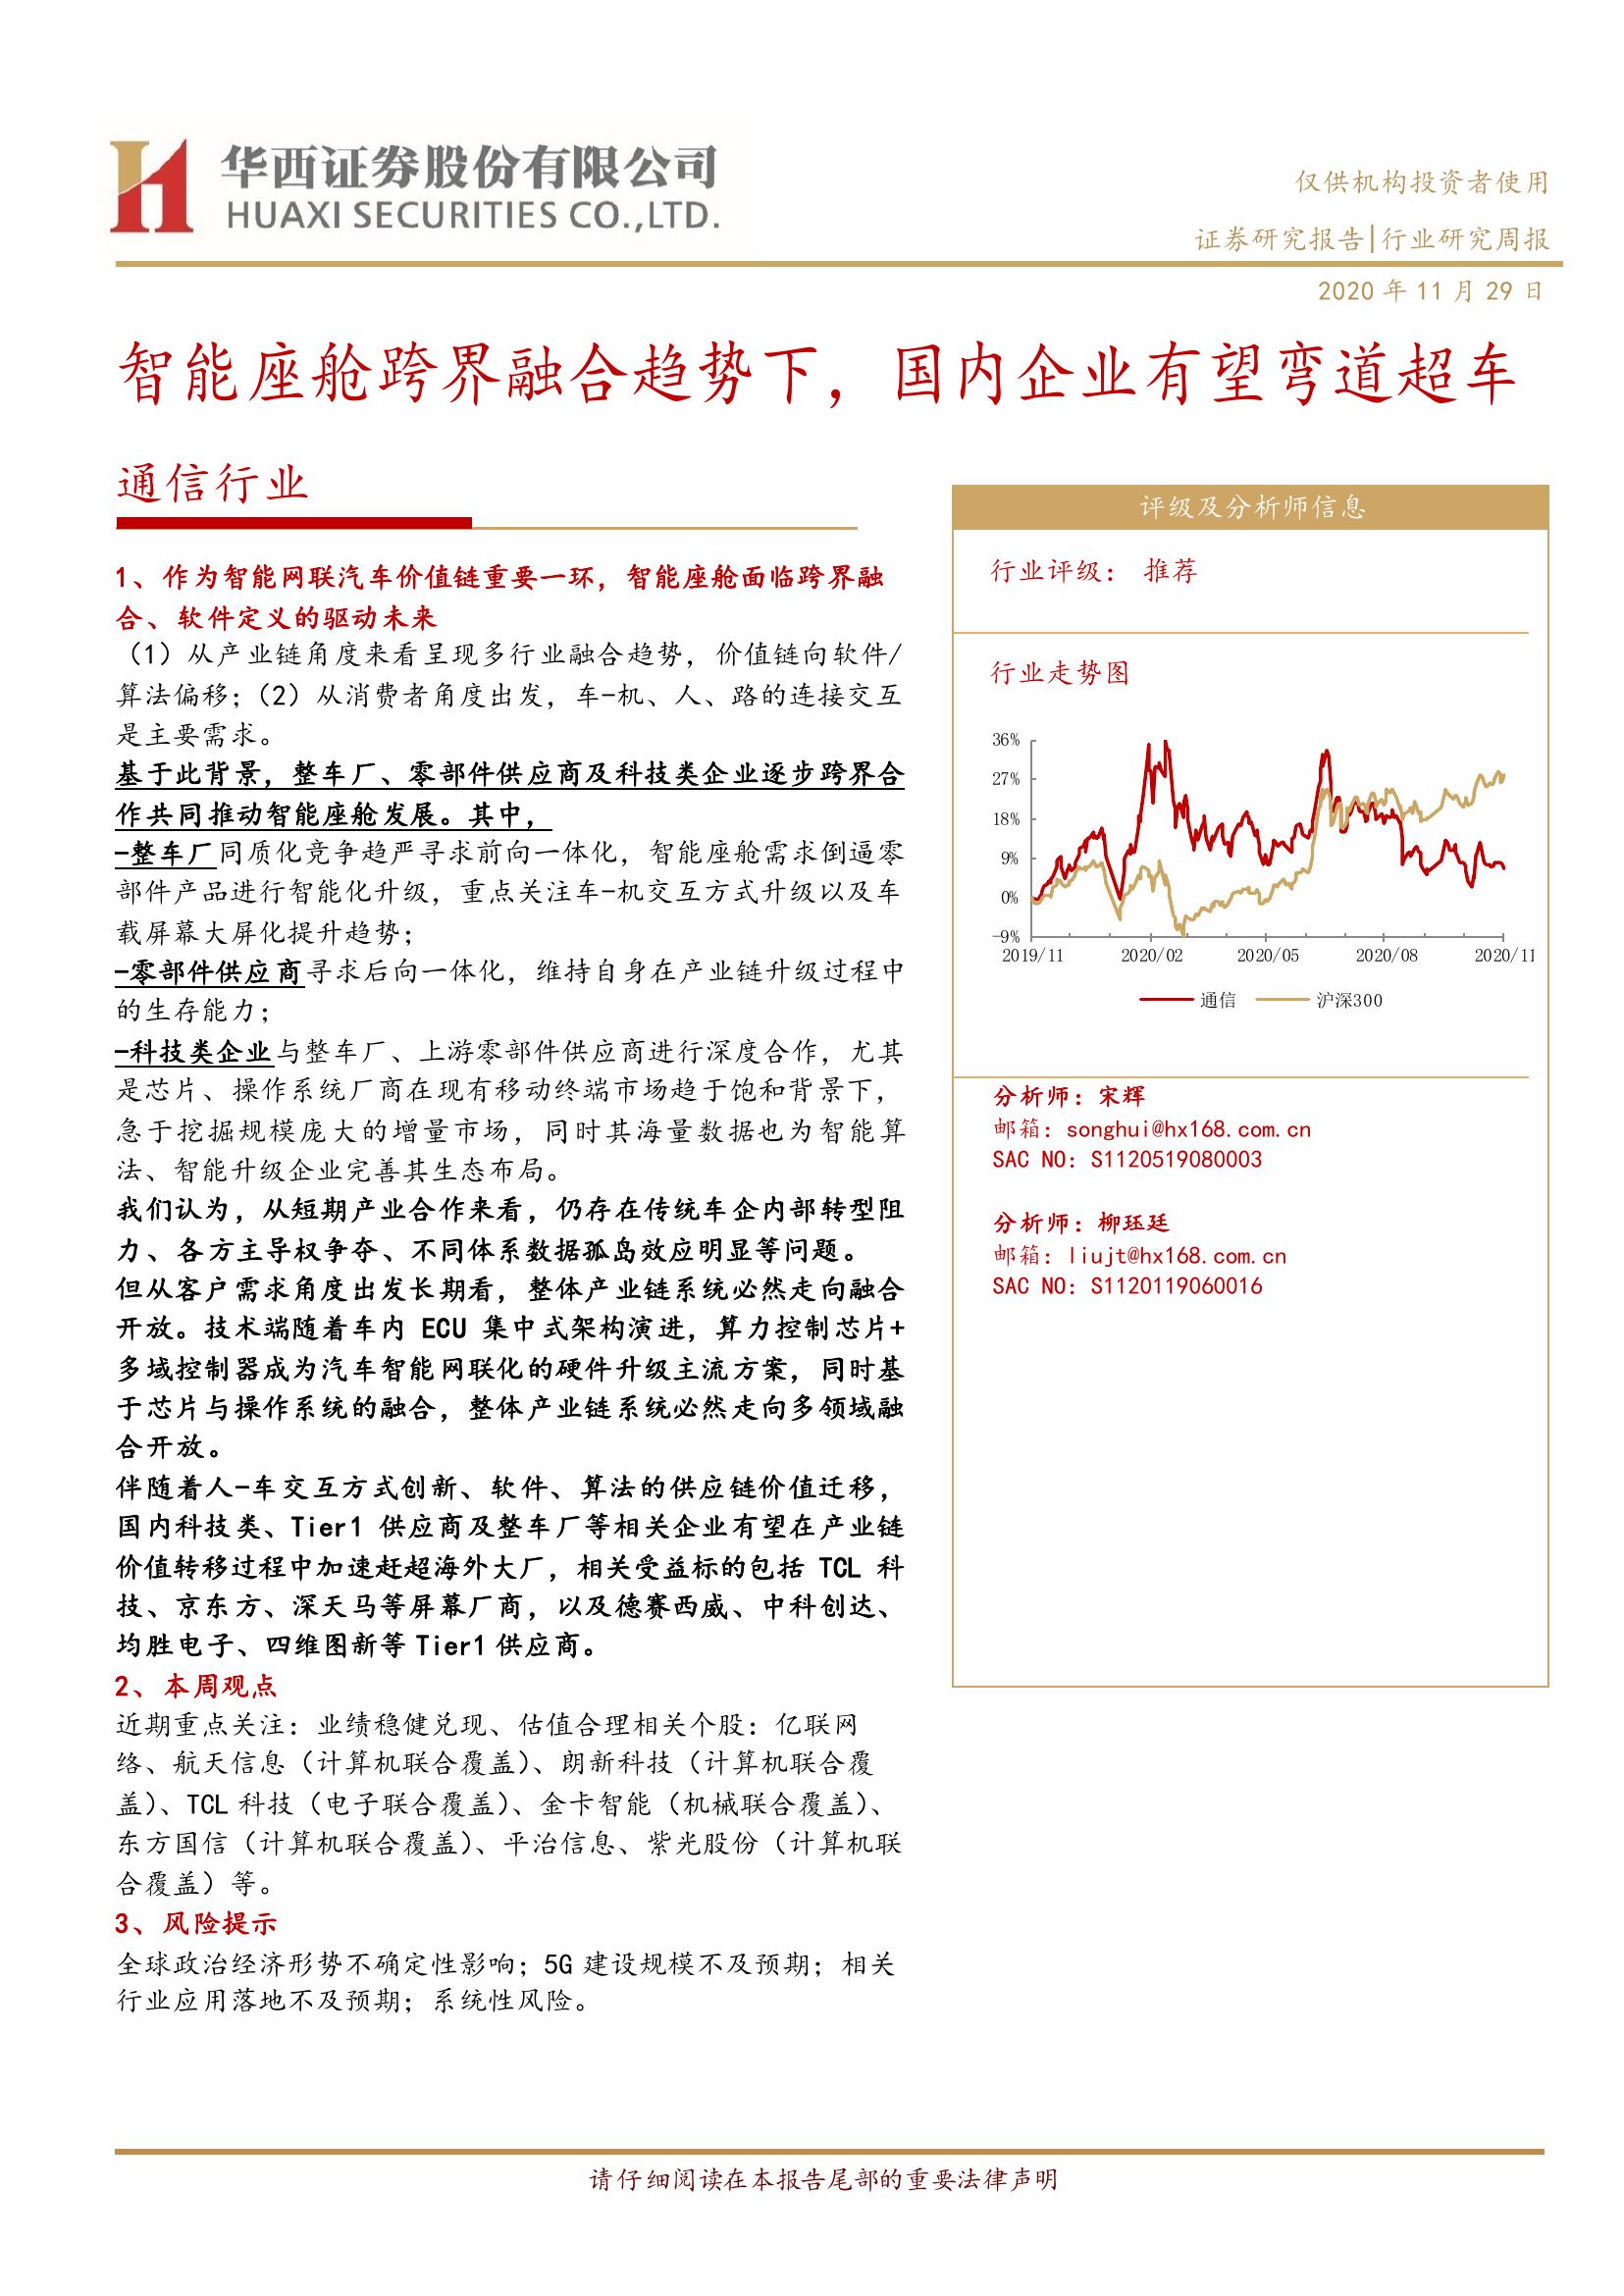 华西证券股份有限公司
HUAXI SECURITIES CO.,LTD.
仅供机构投资者使用
证券研究报告|行业研究周报
2020 年 11 月 29 日
智能座舱跨界融合趋势下，国内企业有望弯道超车
通信行业
1、作为智能网联汽车价值链重要一环，智能座舱面临跨界融
合、软件定义的驱动未来
（1）从产业链角度来看呈现多行业融合趋势，价值链向软件/
算法偏移；（2）从消费者角度出发，车-机、人、路的连接交互
是主要需求。
基于此背景，整车厂、零部件供应商及科技类企业逐步跨界合
作共同推动智能座舱发展。其中，
-整车厂同质化竞争趋严寻求前向一体化，智能座舱需求倒逼零
部件产品进行智能化升级，重点关注车-机交互方式升级以及车
载屏幕大屏化提升趋势；
-零部件供应商寻求后向一体化，维持自身在产业链升级过程中
的生存能力；
-科技类企业与整车厂、上游零部件供应商进行深度合作，尤其
是芯片、操作系统厂商在现有移动终端市场趋于饱和背景下，
急于挖掘规模庞大的增量市场，同时其海量数据也为智能算
法、智能升级企业完善其生态布局。
我们认为，从短期产业合作来看，仍存在传统车企内部转型阻
力、各方主导权争夺、不同体系数据孤岛效应明显等问题。
但从客户需求角度出发长期看，整体产业链系统必然走向融合
开放。技术端随着车内 ECU 集中式架构演进，算力控制芯片+
多域控制器成为汽车智能网联化的硬件升级主流方案，同时基
于芯片与操作系统的融合，整体产业链系统必然走向多领域融
合开放。
伴随着人-车交互方式创新、软件、算法的供应链价值迁移，
国内科技类、Tier1 供应商及整车厂等相关企业有望在产业链
价值转移过程中加速赶超海外大厂，相关受益标的包括 TCL 科
技、京东方、深天马等屏幕厂商，以及德赛西威、中科创达、
均胜电子、四维图新等 Tier1 供应商。
2、本周观点
近期重点关注：业绩稳健兑现、估值合理相关个股：亿联网
络、航天信息（计算机联合覆盖）、朗新科技（计算机联合覆
盖）、TCL 科技（电子联合覆盖）、金卡智能（机械联合覆盖）、
东方国信（计算机联合覆盖）、平治信息、紫光股份（计算机联
合覆盖）等。
3、风险提示
全球政治经济形势不确定性影响；5G 建设规模不及预期；相关
行业应用落地不及预期；系统性风险。
评级及分析师信息
行业评级： 推荐
行业走势图
36%
27%
18%
9%
0%
-9%
2019/11 2020/02 2020/05 2020/08 2020/11
通信 沪深300
分析师：宋辉
邮箱：songhui@hx168.com.cn
SAC NO：S1120519080003
分析师：柳珏廷
邮箱：liujt@hx168.com.cn
SAC NO：S1120119060016
请仔细阅读在本报告尾部的重要法律声明